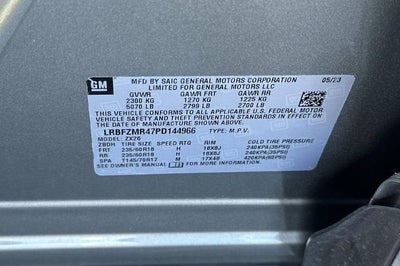 GM
MFD BY SAIC GENERAL MOTORS CORPORATION 05/23
LIMITED FOR GENERAL MOTORS LLC
GVWR GAWR FRT GAWR RR
2300 KG 1270 KG 1225 KG
5070 LB 2799 LB 2700 LB
THIS VEHICLE CONFORMS TO ALL APPLICABLE U.S. FEDERAL MOTOR
VEHICLE SAFETY AND THEFT PREVENTION STANDARDS IN EFFECT
ON THE DATE OF MANUFACTURE SHOWN ABOVE.
LRBFZMR47PD144966 TYPE: M.P.V.
ZBDH ZX26
TIRE SIZE SPEED RTG RIM COLD TIRE PRESSURE
FRT 235/60R18 H 18X8J 240KPA(35PSI)
RR 235/60R18 H 18X8J 240KPA(35PSI)
SPA T145/70R17 M 17X4B 420KPA(60PSI)
SEE OWNER'S MANUAL FOR MORE INFORMATION.